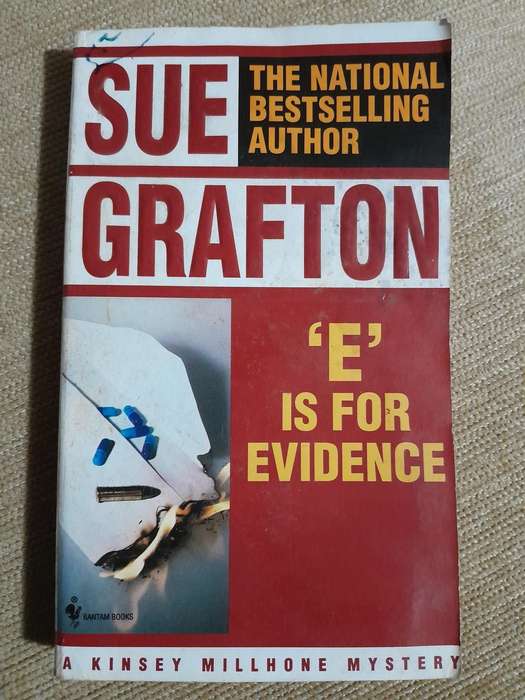 SUE
THE NATIONAL
BESTSELLING
AUTHOR
GRAFTON
'E'
IS FOR
EVIDENCE
BANTAM BOOKS
A KINSEY MILLHONE MYSTERY